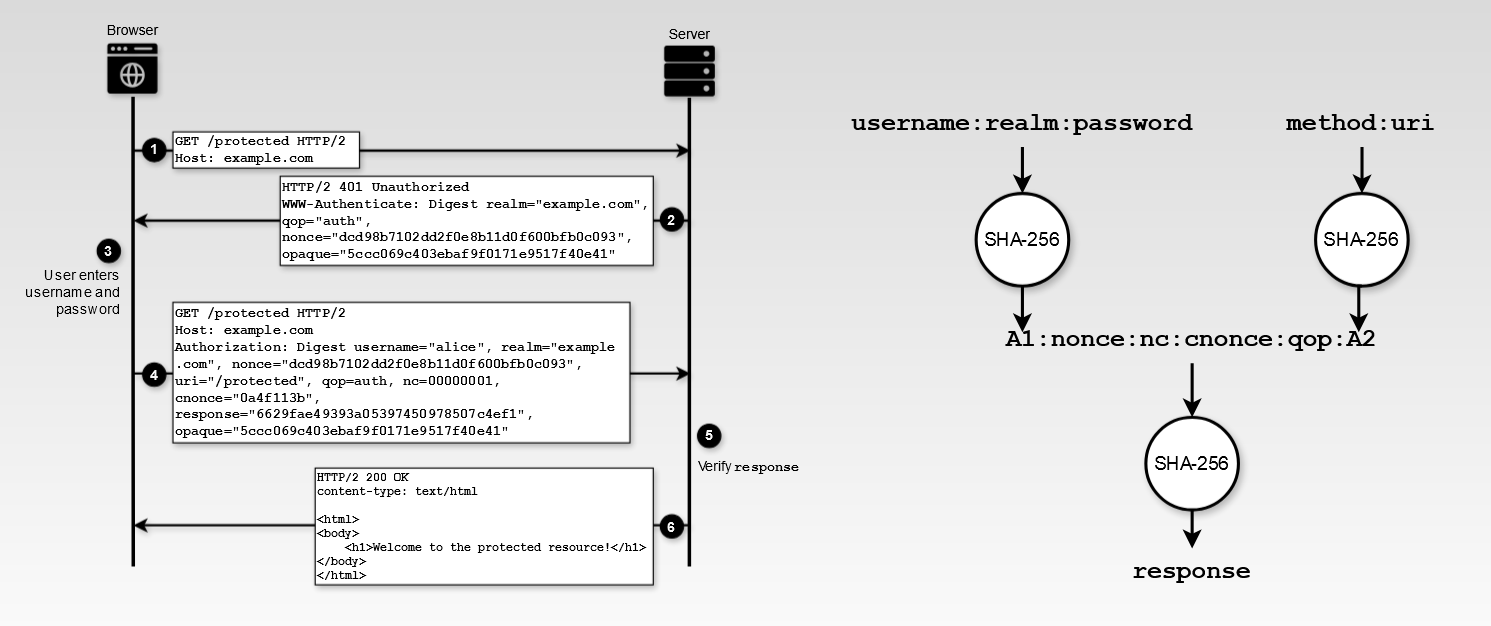 Browser
Server
1
GET /protected HTTP/2
Host: example.com
HTTP/2 401 Unauthorized
WWW-Authenticate: Digest realm="example.com",
qop="auth",
nonce="dcd98b7102dd2f0e8b11d0f600bfb0c093",
opaque="5ccc069c403ebaf9f0171e9517f40e41"
2
3
User enters
username and
password
4
GET /protected HTTP/2
Host: example.com
Authorization: Digest username="alice", realm="example
.com", nonce="dcd98b7102dd2f0e8b11d0f600bfb0c093",
uri="/protected", qop=auth, nc=00000001,
cnonce="0a4f113b",
response="6629fae49393a05397450978507c4ef1",
opaque="5ccc069c403ebaf9f0171e9517f40e41"
5
Verify response
HTTP/2 200 OK
content-type: text/html
<html>
<body>
<h1>Welcome to the protected resource!</h1>
</body>
</html>
6
username:realm:password
method:uri
SHA-256
SHA-256
A1:nonce:nc:cnonce:qop:A2
SHA-256
response